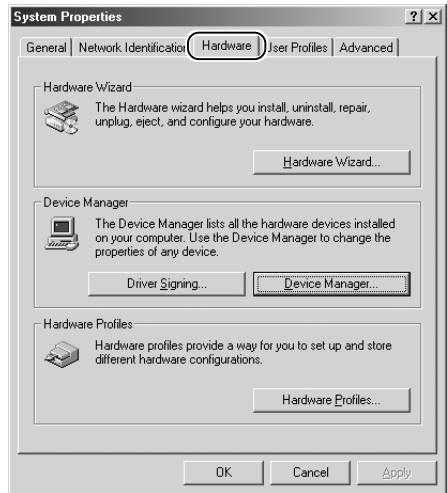 System Properties
General Network Identification Hardware User Profiles Advanced
Hardware Wizard
The Hardware wizard helps you install, uninstall, repair,
unplug, eject, and configure your hardware.
Hardware Wizard...
Device Manager
The Device Manager lists all the hardware devices installed
on your computer. Use the Device Manager to change the
properties of any device.
Driver Signing... Device Manager...
Hardware Profiles
Hardware profiles provide a way for you to set up and store
different hardware configurations.
Hardware Profiles...
OK Cancel Apply